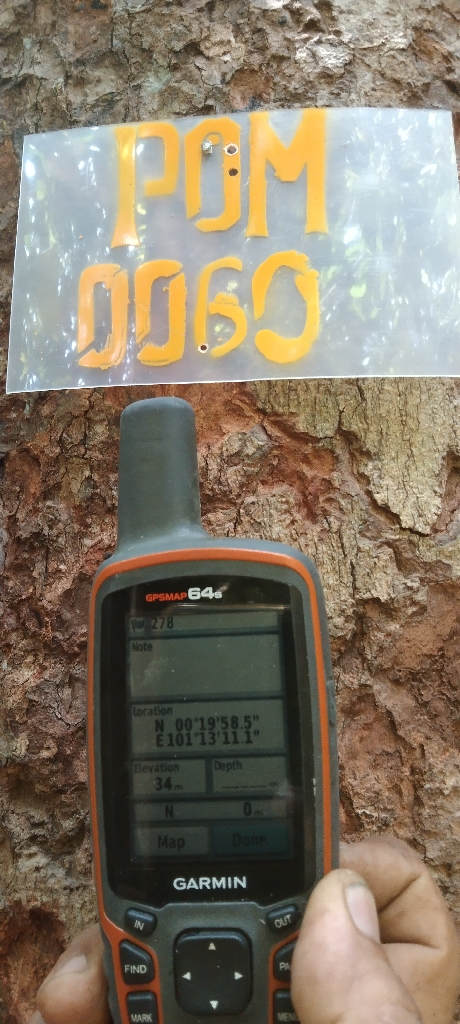 POM
0060
GPSMAP 64s
278
Note
Location
N 00°19'58.5"
E101°13'11.1"
Elevation
Depth
34m
N 0m
Map Done
GARMIN
IN OUT
FIND
MARK